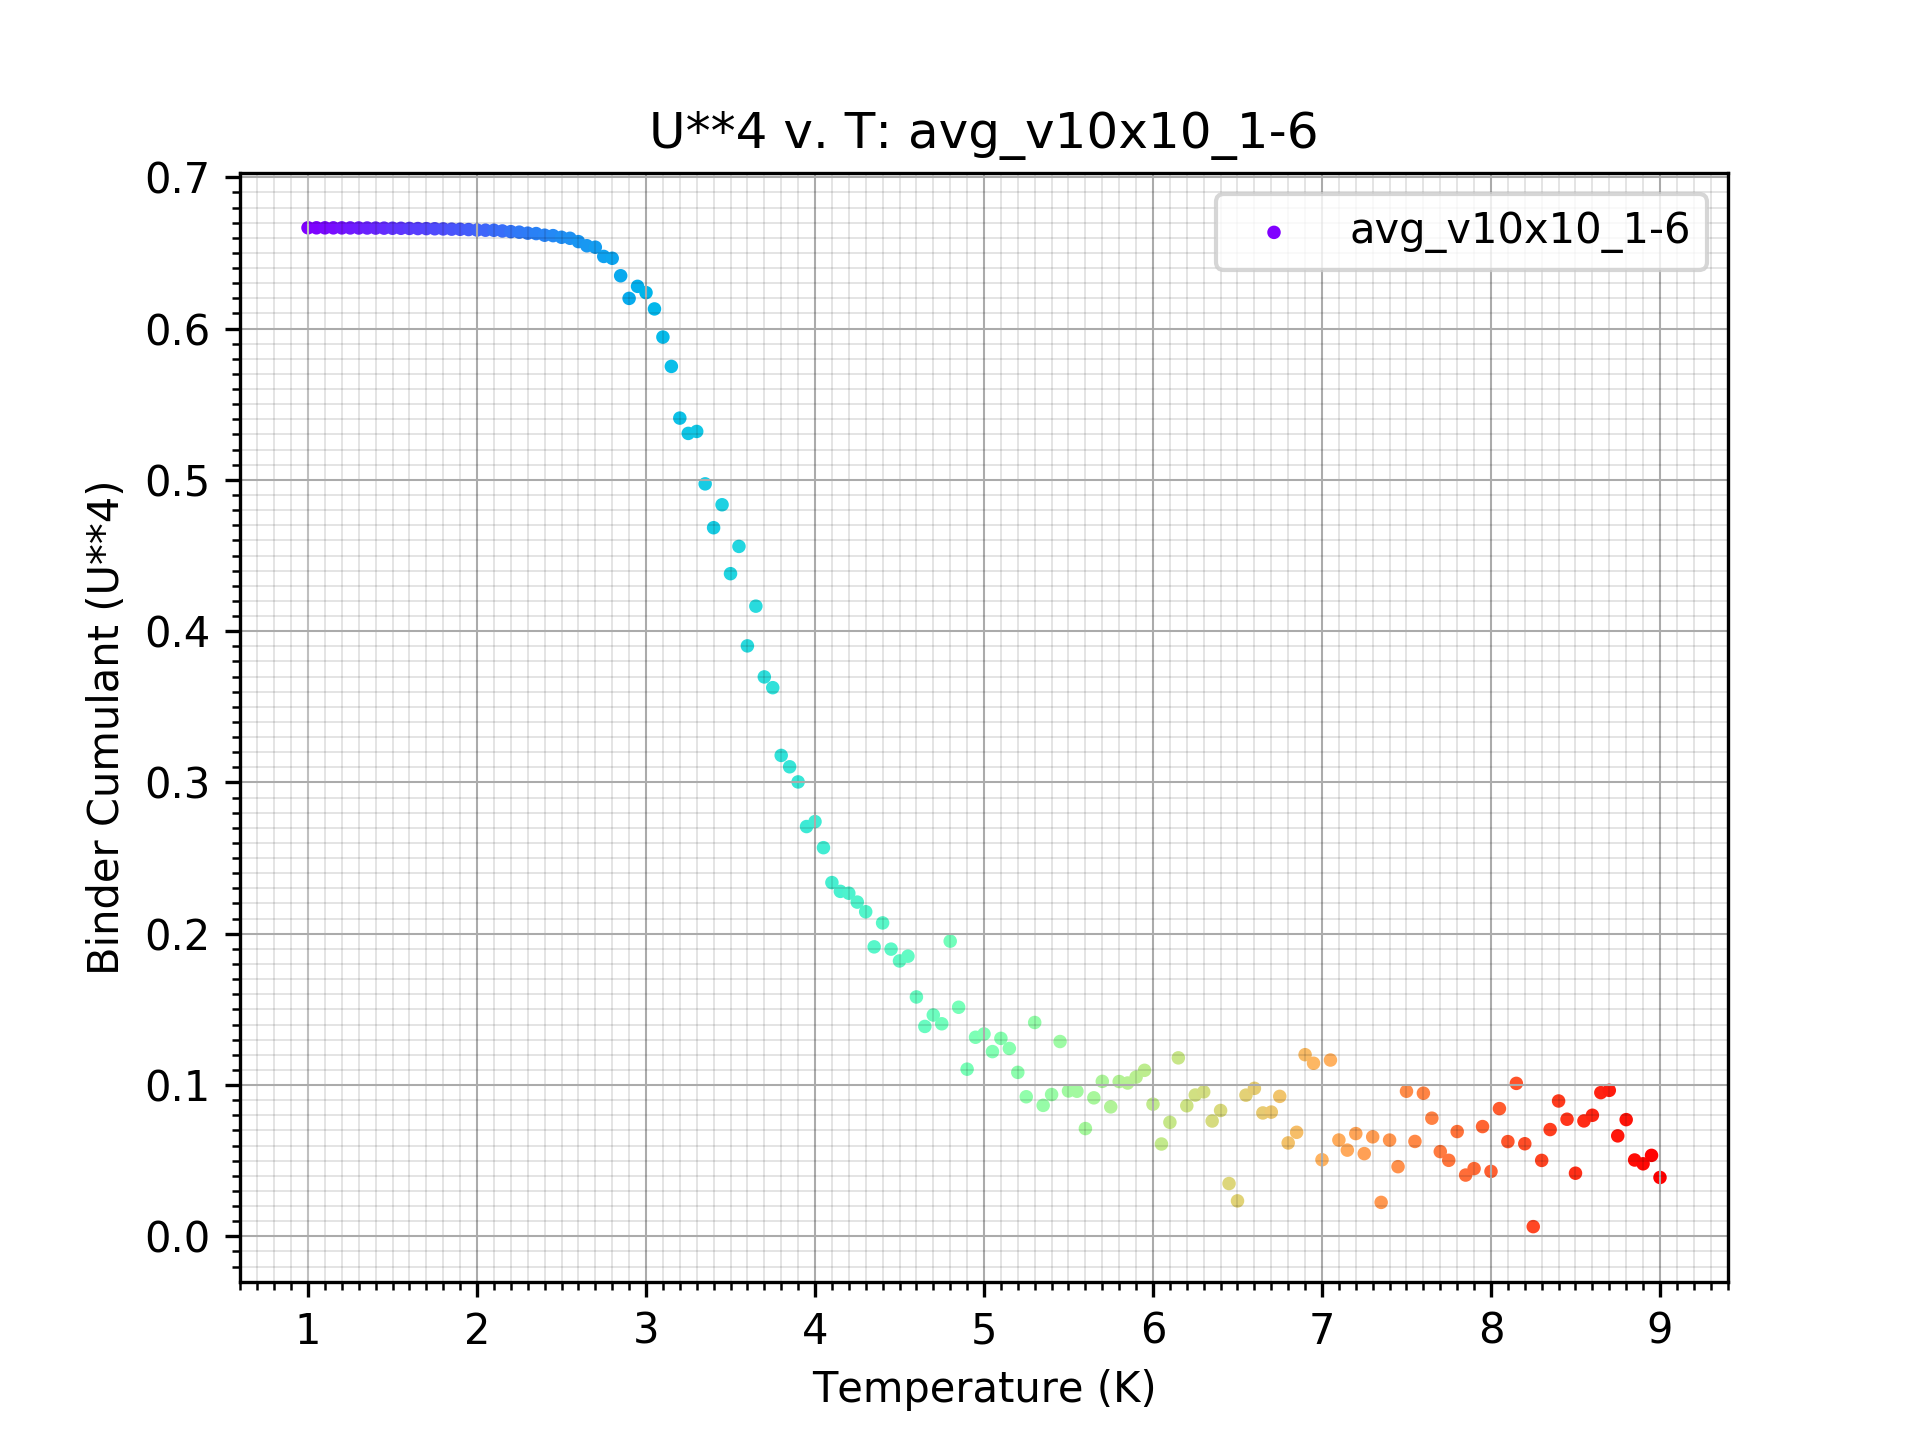 U**4 v. T: avg_v10x10_1-6
avg_v10x10_1-6
Binder Cumulant (U**4)
0.7
0.6
0.5
0.4
0.3
0.2
0.1
0.0
1 2 3 4 5 6 7 8 9
Temperature (K)